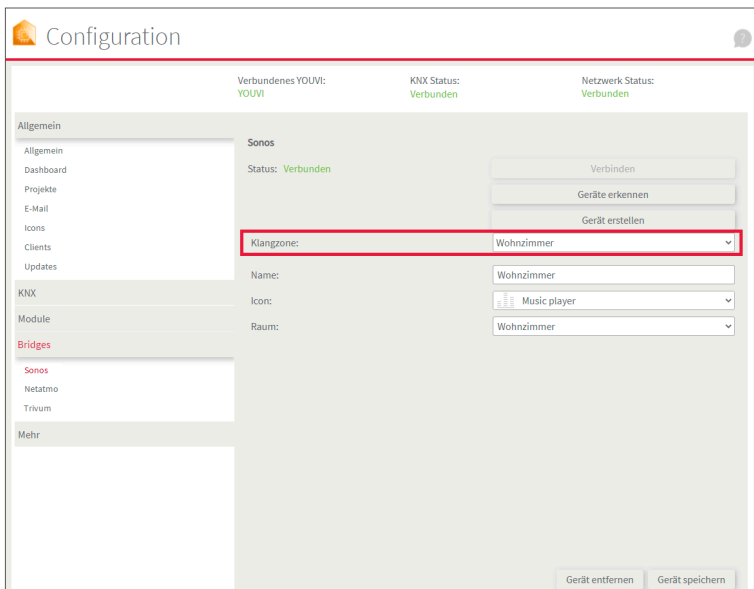 Configuration
?
Verbundenes YOUVI:
YOUVI
KNX Status:
Verbunden
Netzwerk Status:
Verbunden
Allgemein
Allgemein
Dashboard
Projekte
E-Mail
Icons
Clients
Updates
KNX
Module
Bridges
Sonos
Netatmo
Trivum
Mehr
Sonos
Status: Verbunden
Verbinden
Geräte erkennen
Gerät erstellen
Klangzone: Wohnzimmer
Name: Wohnzimmer
Icon: Music player
Raum: Wohnzimmer
Gerät entfernen Gerät speichern